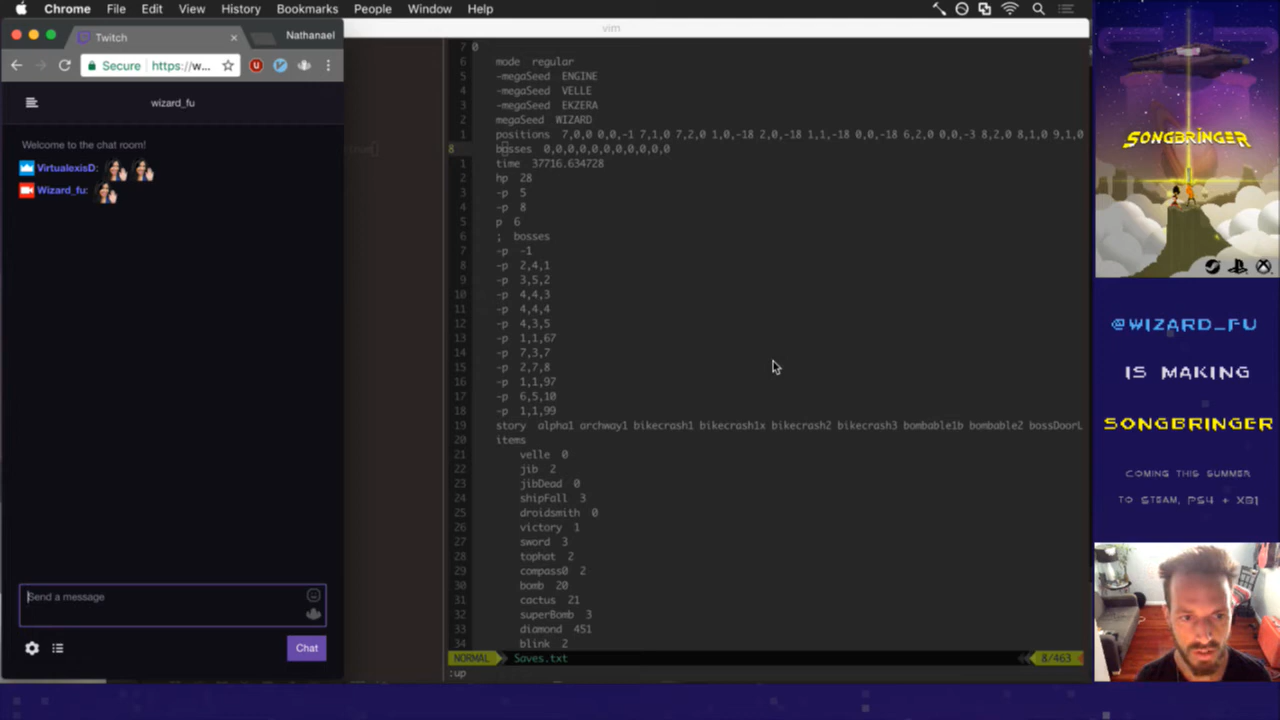 Chrome File Edit View History Bookmarks People Window Help
Twitch
Nathanael
Secure https://w...
wizard_fu
Welcome to the chat room!
VirtualexisD:
Wizard_fu:
Send a message
Chat
vim
7 0
6 mode regular
5 -megaSeed ENGINE
4 -megaSeed VELLE
3 -megaSeed EKZERA
2 megaSeed WIZARD
1 positions 7,0,0 0,0,-1 7,1,0 7,2,0 1,0,-18 2,0,-18 1,1,-18 0,0,-18 6,2,0 0,0,-3 8,2,0 8,1,0 9,1,0
8 bosses 0,0,0,0,0,0,0,0,0,0,0
1 time 37716.634728
2 hp 28
3 -p 5
4 -p 8
5 p 6
6 ; bosses
7 -p -1
8 -p 2,4,1
9 -p 3,5,2
10 -p 4,4,3
11 -p 4,4,4
12 -p 4,3,5
13 -p 1,1,67
14 -p 7,3,7
15 -p 2,7,8
16 -p 1,1,97
17 -p 6,5,10
18 -p 1,1,99
19 story alpha1 archway1 bikecrash1 bikecrash1x bikecrash2 bikecrash3 bombable1b bombable2 bossDoorL
20 items
21 velle 0
22 jib 2
23 jibDead 0
24 shipFall 3
25 droidsmith 0
26 victory 1
27 sword 3
28 tophat 2
29 compass0 2
30 bomb 20
31 cactus 21
32 superBomb 3
33 diamond 451
34 blink 2
NORMAL Saves.txt 8/463
:up
SONGBRINGER
@WIZARD_FU
IS MAKING
SONGBRINGER
COMING THIS SUMMER
TO STEAM, PS4 + XB1